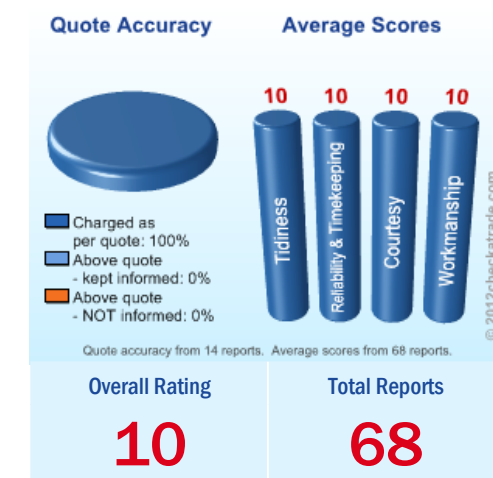 Quote Accuracy
Average Scores
10 10 10 10
Tidiness
Reliability & Timekeeping
Courtesy
Workmanship
Charged as
per quote: 100%
Above quote
- kept informed: 0%
Above quote
- NOT informed: 0%
© 2012checkatrade.com
Quote accuracy from 14 reports. Average scores from 68 reports.
Overall Rating
10
Total Reports
68